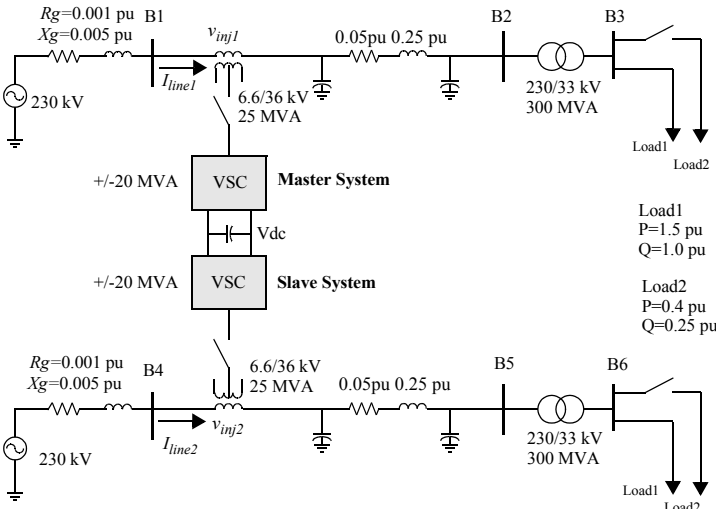 Rg=0.001 pu
Xg=0.005 pu
B1
vinj1
0.05pu 0.25 pu
B2
B3
230 kV
Iline1
6.6/36 kV
25 MVA
230/33 kV
300 MVA
Load1
Load2
+/-20 MVA
VSC
Master System
Vdc
+/-20 MVA
VSC
Slave System
Load1
P=1.5 pu
Q=1.0 pu
Load2
P=0.4 pu
Q=0.25 pu
Rg=0.001 pu
Xg=0.005 pu
B4
6.6/36 kV
25 MVA
0.05pu 0.25 pu
B5
B6
230 kV
Iline2
vinj2
230/33 kV
300 MVA
Load1
Load2